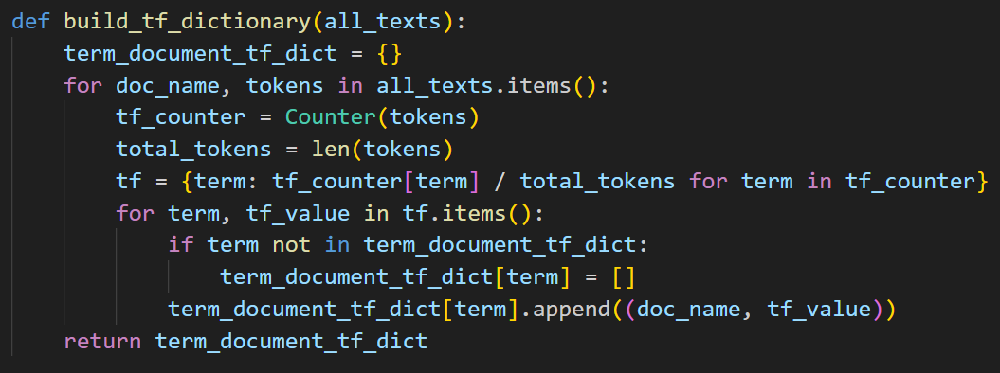 def build_tf_dictionary(all_texts):
    term_document_tf_dict = {}
    for doc_name, tokens in all_texts.items():
        tf_counter = Counter(tokens)
        total_tokens = len(tokens)
        tf = {term: tf_counter[term] / total_tokens for term in tf_counter}
        for term, tf_value in tf.items():
            if term not in term_document_tf_dict:
                term_document_tf_dict[term] = []
            term_document_tf_dict[term].append((doc_name, tf_value))
    return term_document_tf_dict